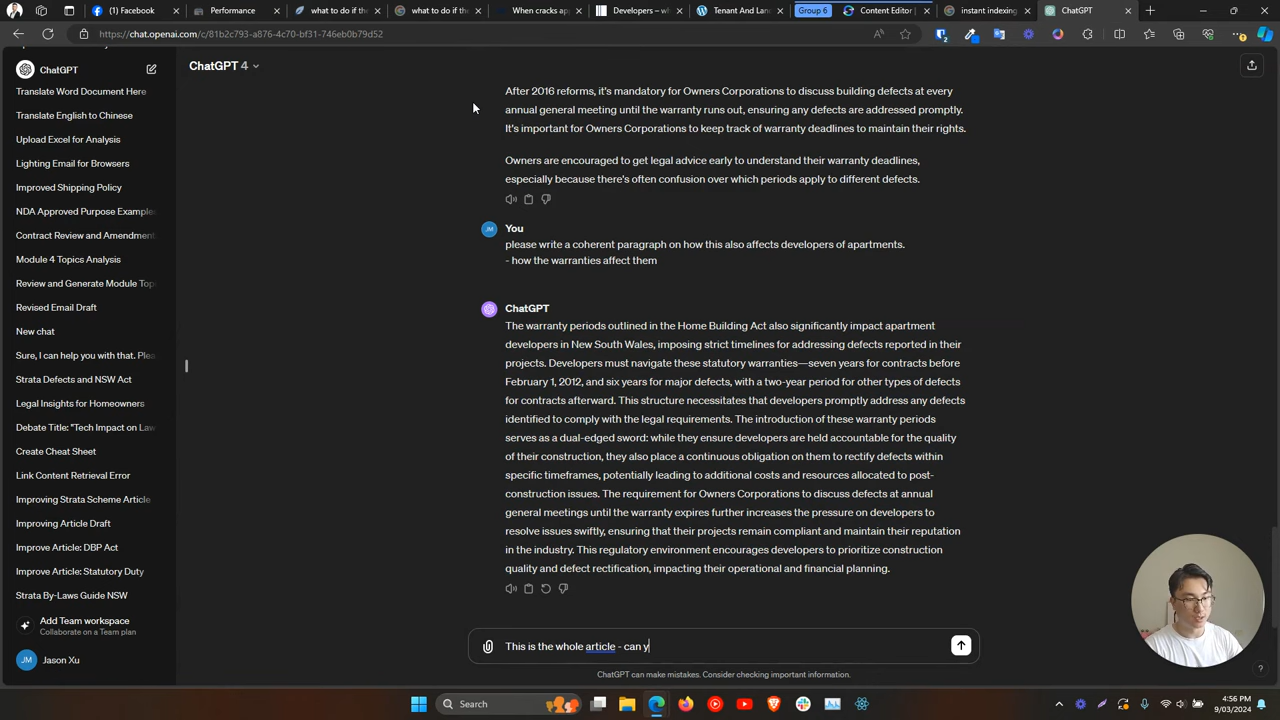 (1) Facebook
Performance
what to do if the
what to do if the
When cracks ap
Developers – wh
Tenant And Lan
Group 6
Content Editor
instant indexing
ChatGPT
https://chat.openai.com/c/81b2c793-a876-4c70-bf31-746eb0b79d52
ChatGPT
Translate Word Document Here
Translate English to Chinese
Upload Excel for Analysis
Lighting Email for Browsers
Improved Shipping Policy
NDA Approved Purpose Examples
Contract Review and Amendment
Module 4 Topics Analysis
Review and Generate Module Top
Revised Email Draft
New chat
Sure, I can help you with that. Plea
Strata Defects and NSW Act
Legal Insights for Homeowners
Debate Title: "Tech Impact on Law
Create Cheat Sheet
Link Content Retrieval Error
Improving Strata Scheme Article
Improving Article Draft
Improve Article: DBP Act
Improve Article: Statutory Duty
Strata By-Laws Guide NSW
Add Team workspace
Collaborate on a Team plan
JM
Jason Xu
ChatGPT 4
After 2016 reforms, it's mandatory for Owners Corporations to discuss building defects at every
annual general meeting until the warranty runs out, ensuring any defects are addressed promptly.
It's important for Owners Corporations to keep track of warranty deadlines to maintain their rights.
Owners are encouraged to get legal advice early to understand their warranty deadlines,
especially because there's often confusion over which periods apply to different defects.
JM
You
please write a coherent paragraph on how this also affects developers of apartments.
- how the warranties affect them
ChatGPT
The warranty periods outlined in the Home Building Act also significantly impact apartment
developers in New South Wales, imposing strict timelines for addressing defects reported in their
projects. Developers must navigate these statutory warranties—seven years for contracts before
February 1, 2012, and six years for major defects, with a two-year period for other types of defects
for contracts afterward. This structure necessitates that developers promptly address any defects
identified to comply with the legal requirements. The introduction of these warranty periods
serves as a dual-edged sword: while they ensure developers are held accountable for the quality
of their construction, they also place a continuous obligation on them to rectify defects within
specific timeframes, potentially leading to additional costs and resources allocated to post-
construction issues. The requirement for Owners Corporations to discuss defects at annual
general meetings until the warranty expires further increases the pressure on developers to
resolve issues swiftly, ensuring that their projects remain compliant and maintain their reputation
in the industry. This regulatory environment encourages developers to prioritize construction
quality and defect rectification, impacting their operational and financial planning.
This is the whole article - can y
ChatGPT can make mistakes. Consider checking important information.
?
Search
4:56 PM
9/03/2024